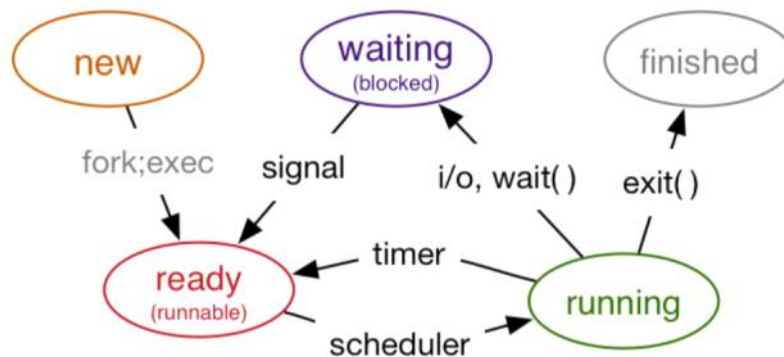 new
waiting
(blocked)
finished
fork;exec
signal
i/o, wait( )
exit( )
timer
ready
(runnable)
running
scheduler